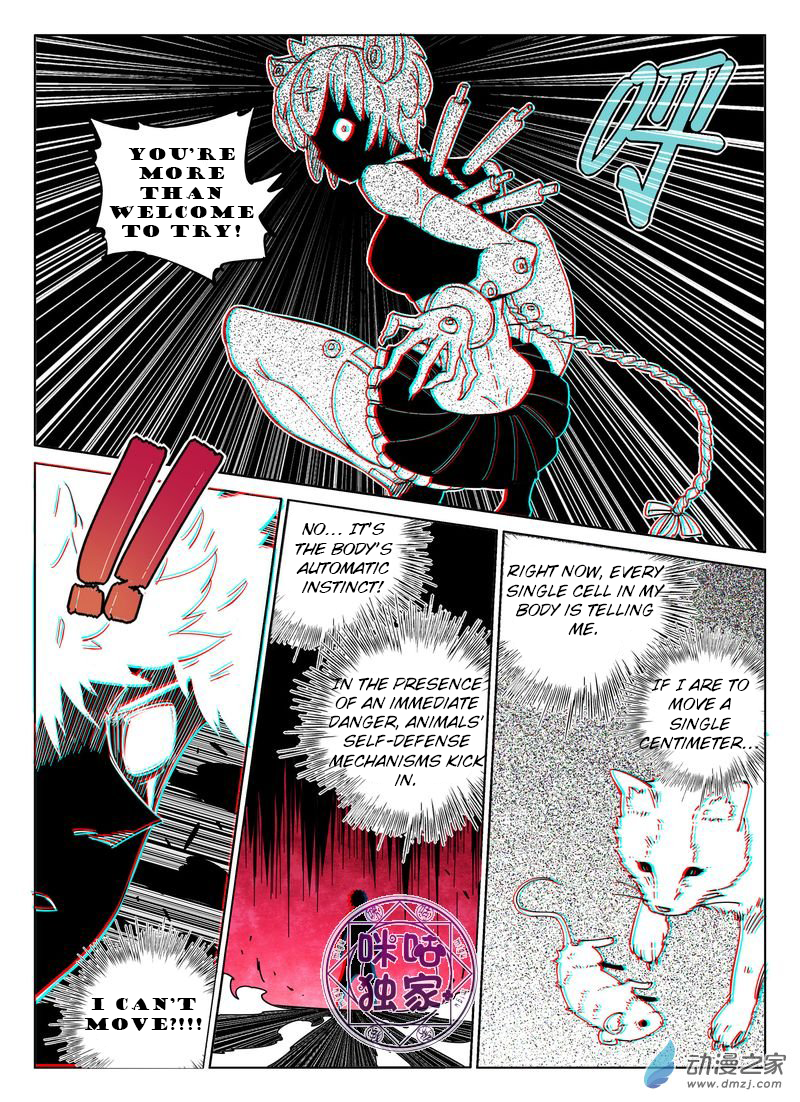 YOU'RE
MORE
THAN
WELCOME
TO TRY!
呼
!!
I CAN'T
MOVE?!!!
NO... IT'S
THE BODY'S
AUTOMATIC
INSTINCT!
IN THE PRESENCE
OF AN IMMEDIATE
DANGER, ANIMALS'
SELF-DEFENSE
MECHANISMS KICK
IN.
RIGHT NOW, EVERY
SINGLE CELL IN MY
BODY IS TELLING
ME.
IF I ARE TO
MOVE A
SINGLE
CENTIMETER...
咪咕
独家
动漫之家
www.dmzj.com